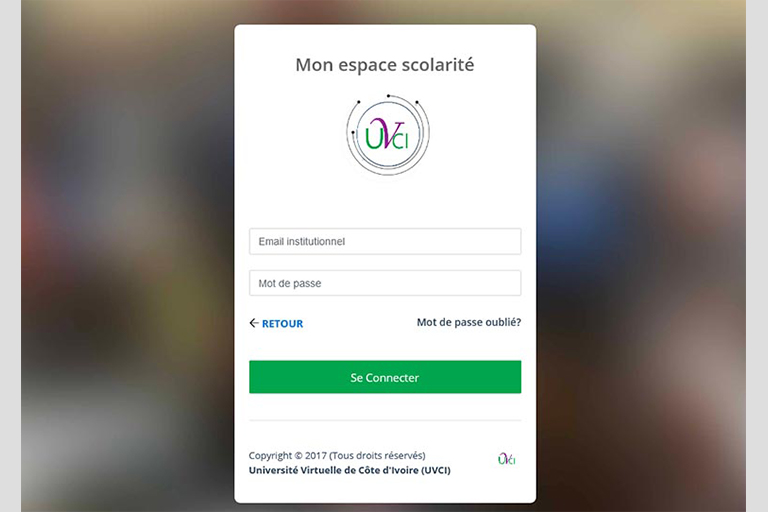 Mon espace scolarité
UVCI
Email institutionnel
Mot de passe
← RETOUR
Mot de passe oublié?
Se Connecter
Copyright © 2017 (Tous droits réservés)
Université Virtuelle de Côte d'Ivoire (UVCI)
UVCI